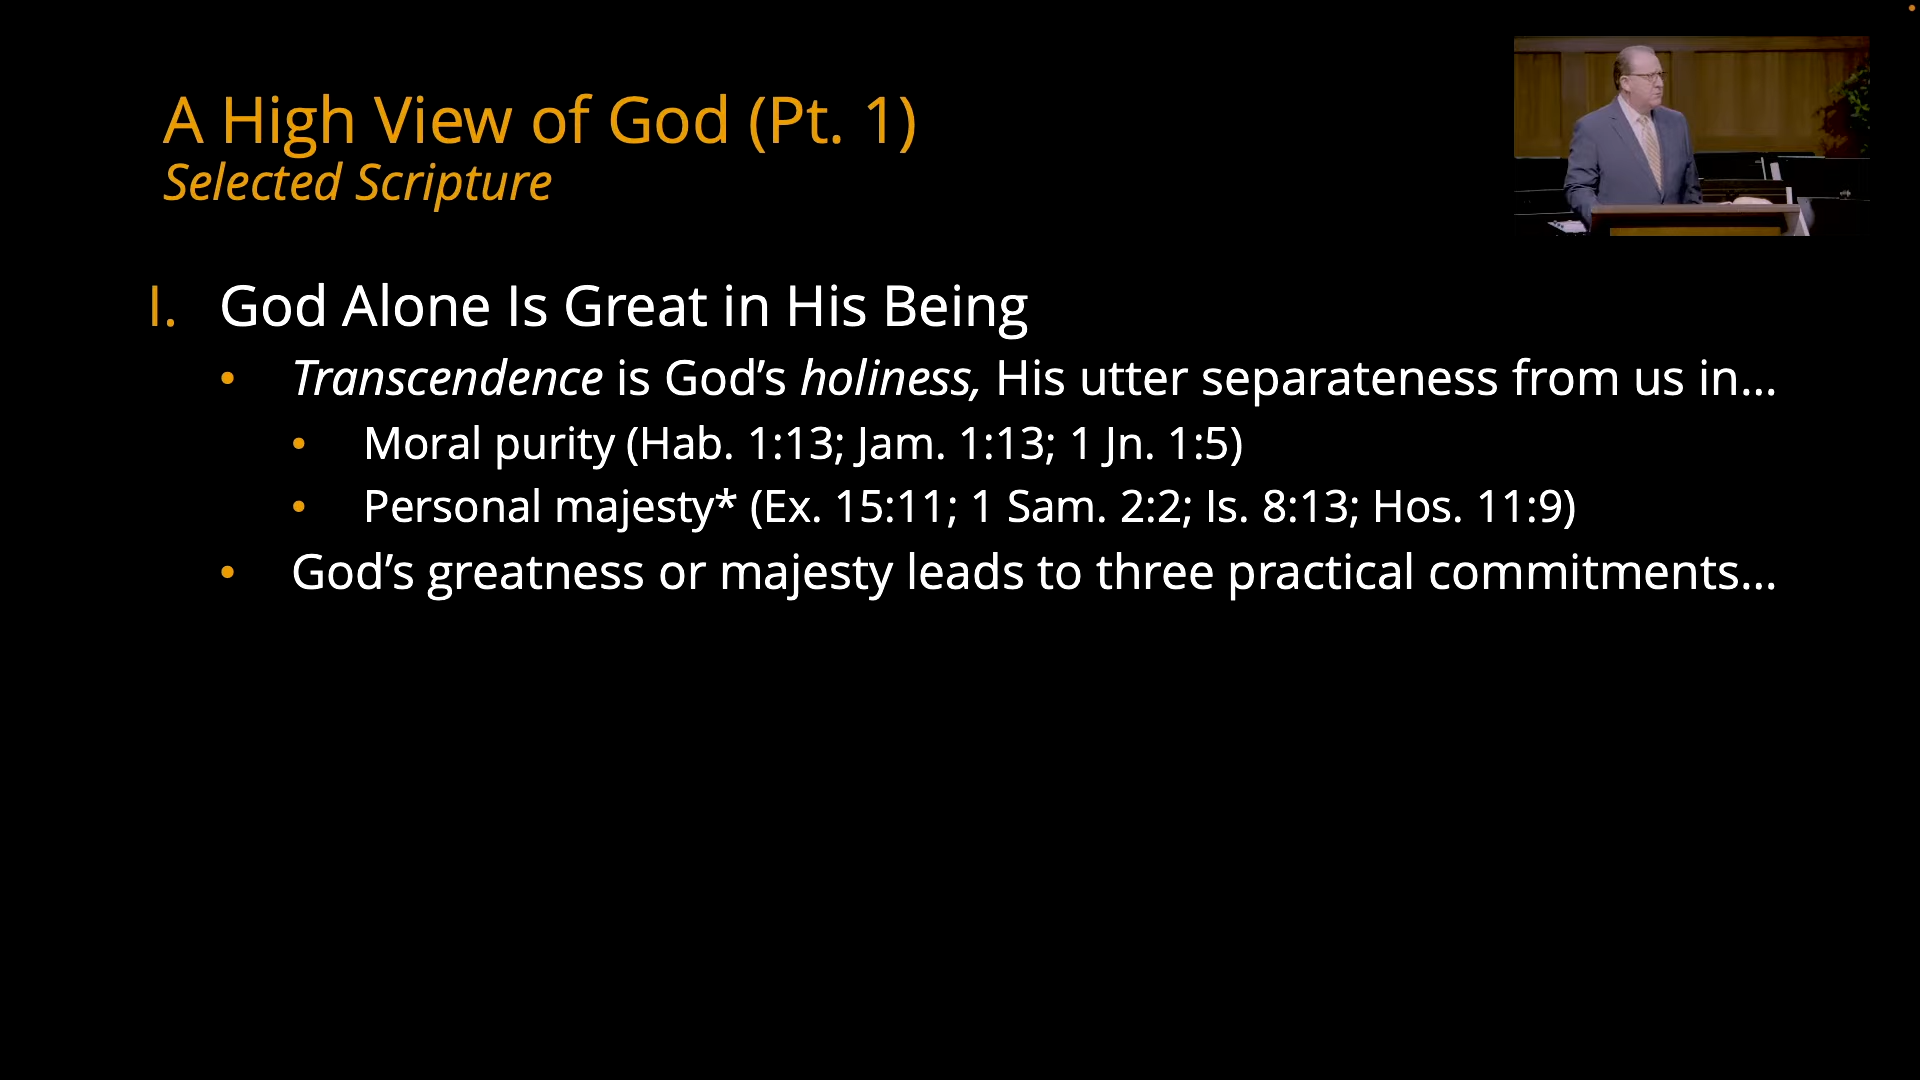 A High View of God (Pt. 1)
Selected Scripture
I. God Alone Is Great in His Being
• Transcendence is God’s holiness, His utter separateness from us in…
• Moral purity (Hab. 1:13; Jam. 1:13; 1 Jn. 1:5)
• Personal majesty* (Ex. 15:11; 1 Sam. 2:2; Is. 8:13; Hos. 11:9)
• God’s greatness or majesty leads to three practical commitments…